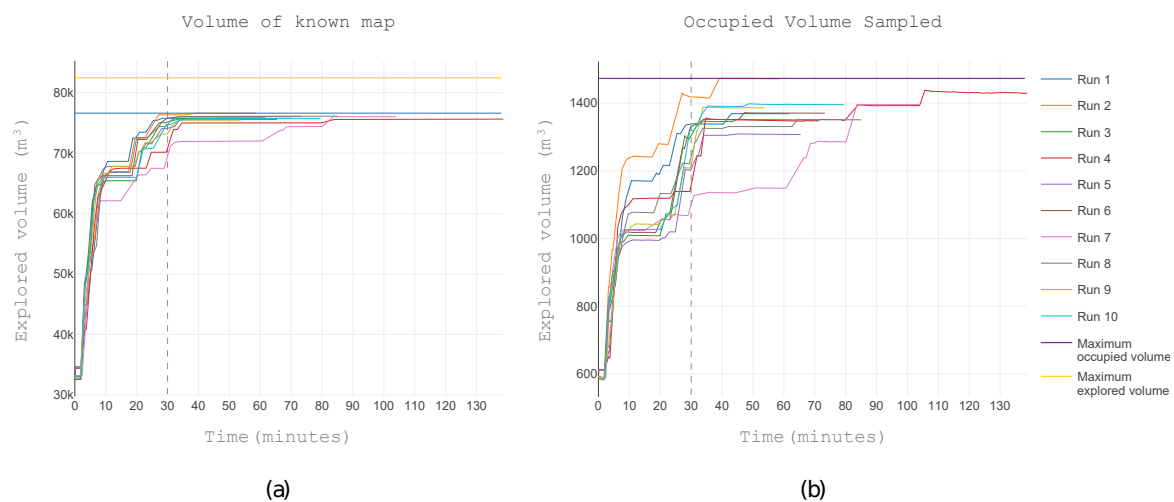 Volume of known map
Occupied Volume Sampled
Explored volume (m³)
80k
70k
60k
50k
40k
30k
0 10 20 30 40 50 60 70 80 90 100 110 120 130
Time(minutes)
(a)
Explored volume (m³)
1400
1200
1000
800
600
0 10 20 30 40 50 60 70 80 90 100 110 120 130
Time(minutes)
(b)
Run 1
Run 2
Run 3
Run 4
Run 5
Run 6
Run 7
Run 8
Run 9
Run 10
Maximum
occupied volume
Maximum
explored volume